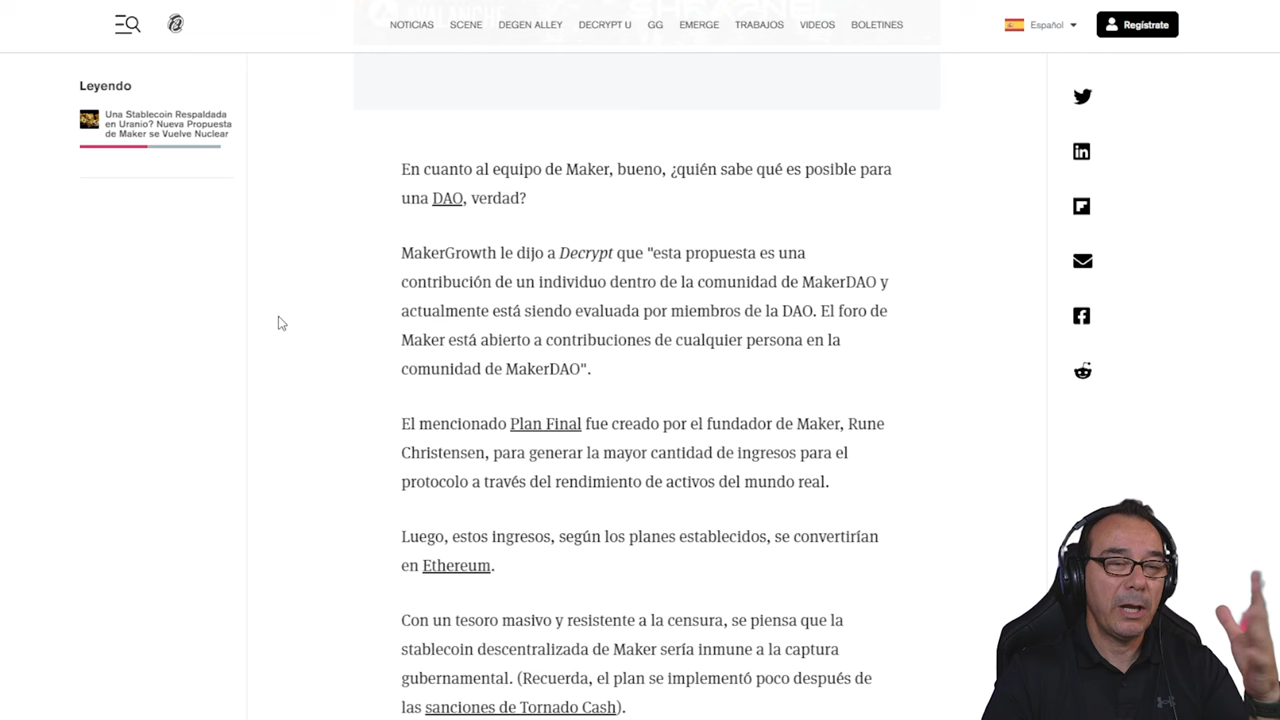 NOTICIAS SCENE DEGEN ALLEY DECRYPT U GG EMERGE TRABAJOS VIDEOS BOLETINES
Español
Regístrate
Leyendo
Una Stablecoin Respaldada
en Uranio? Nueva Propuesta
de Maker se Vuelve Nuclear
En cuanto al equipo de Maker, bueno, ¿quién sabe qué es posible para
una DAO, verdad?
MakerGrowth le dijo a Decrypt que "esta propuesta es una
contribución de un individuo dentro de la comunidad de MakerDAO y
actualmente está siendo evaluada por miembros de la DAO. El foro de
Maker está abierto a contribuciones de cualquier persona en la
comunidad de MakerDAO".
El mencionado Plan Final fue creado por el fundador de Maker, Rune
Christensen, para generar la mayor cantidad de ingresos para el
protocolo a través del rendimiento de activos del mundo real.
Luego, estos ingresos, según los planes establecidos, se convertirían
en Ethereum.
Con un tesoro masivo y resistente a la censura, se piensa que la
stablecoin descentralizada de Maker sería inmune a la captura
gubernamental. (Recuerda, el plan se implementó poco después de
las sanciones de Tornado Cash).